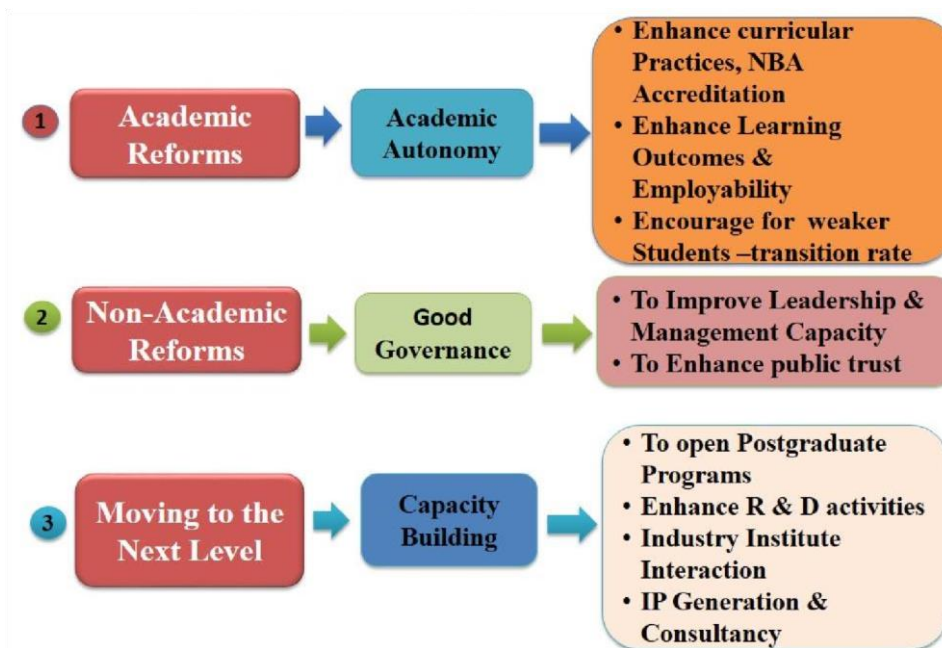 1
Academic
Reforms
Academic
Autonomy
• Enhance curricular
Practices, NBA
Accreditation
• Enhance Learning
Outcomes &
Employability
• Encourage for weaker
Students –transition rate
2
Non-Academic
Reforms
Good
Governance
• To Improve Leadership &
Management Capacity
• To Enhance public trust
3
Moving to the
Next Level
Capacity
Building
• To open Postgraduate
Programs
• Enhance R & D activities
• Industry Institute
Interaction
• IP Generation &
Consultancy